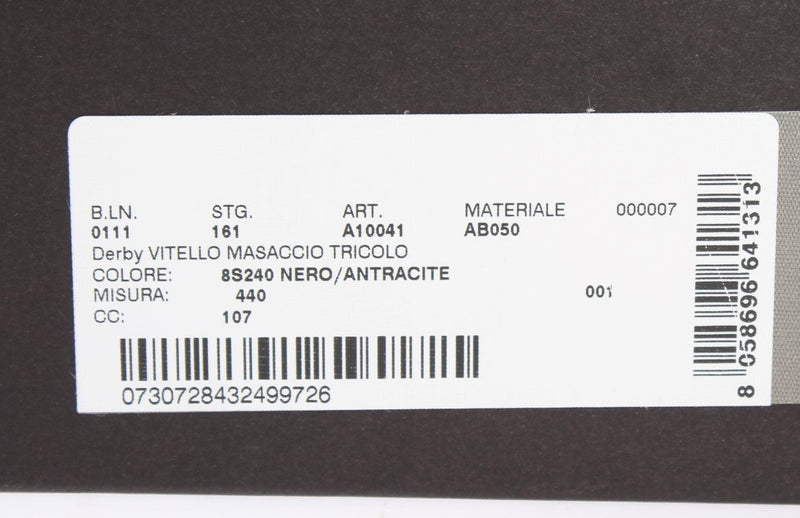 B.LN. STG. ART. MATERIALE 000007
0111 161 A10041 AB050
Derby VITELLO MASACCIO TRICOLO
COLORE: 8S240 NERO/ANTRACITE
MISURA: 440 001
CC: 107
0730728432499726
8 058696 641313